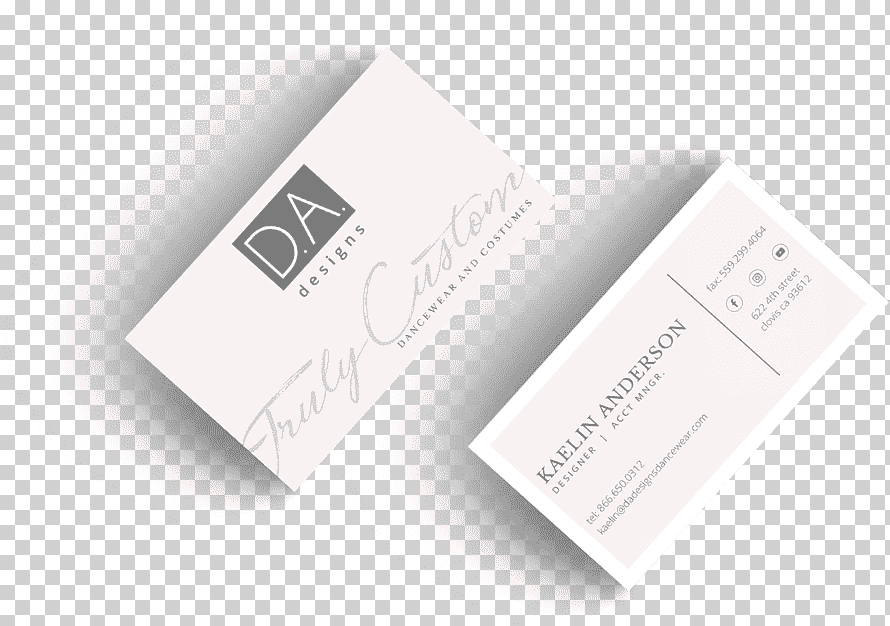 D.A.
designs
Truly Custom
DANCEWEAR AND COSTUMES
KAELIN ANDERSON
DESIGNER | ACCT MNGR.
tel: 866.650.0312
kaelin@dadesignsdancewear.com
fax: 559.299.4064
622 4th street
clovis ca 93612